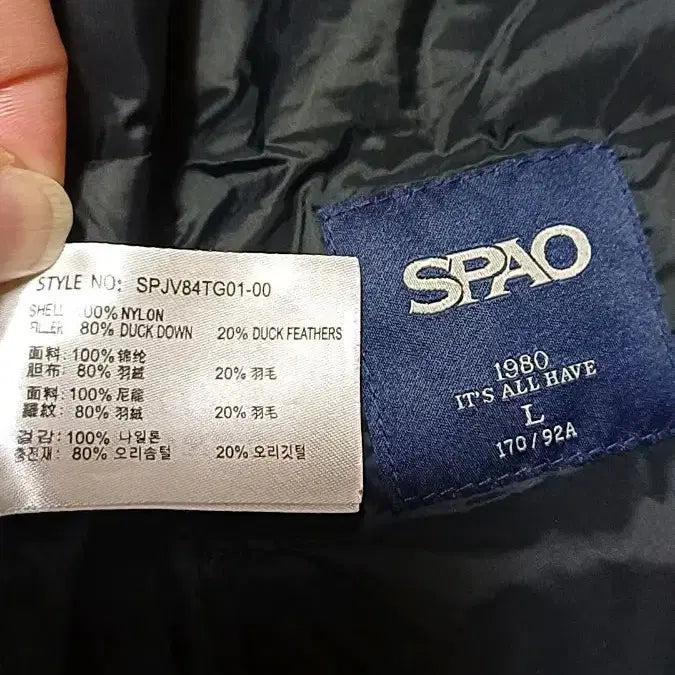 STYLE NO: SPJV84TG01-00
SHELL 100% NYLON
FILLER 80% DUCK DOWN 20% DUCK FEATHERS
面料: 100% 锦纶
胆布: 80% 羽絨 20% 羽毛
面料: 100% 尼龍
羅紋: 80% 羽絨 20% 羽毛
겉감: 100% 나일론
충전재: 80% 오리솜털 20% 오리깃털
SPAO
1980
IT'S ALL HAVE
L
170/92A